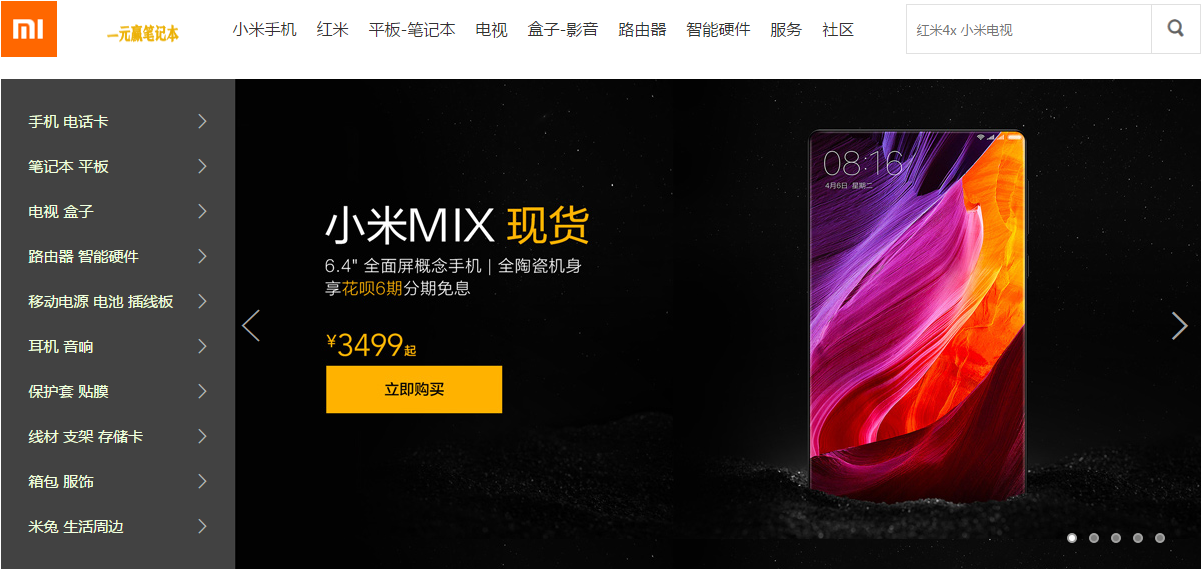 mi
一元赢笔记本
小米手机 红米 平板-笔记本 电视 盒子-影音 路由器 智能硬件 服务 社区
红米4x 小米电视
手机 电话卡
笔记本 平板
电视 盒子
路由器 智能硬件
移动电源 电池 插线板
耳机 音响
保护套 贴膜
线材 支架 存储卡
箱包 服饰
米兔 生活周边
小米MIX 现货
6.4" 全面屏概念手机 | 全陶瓷机身
享花呗6期分期免息
¥3499起
立即购买
08:16
4月6日 星期二